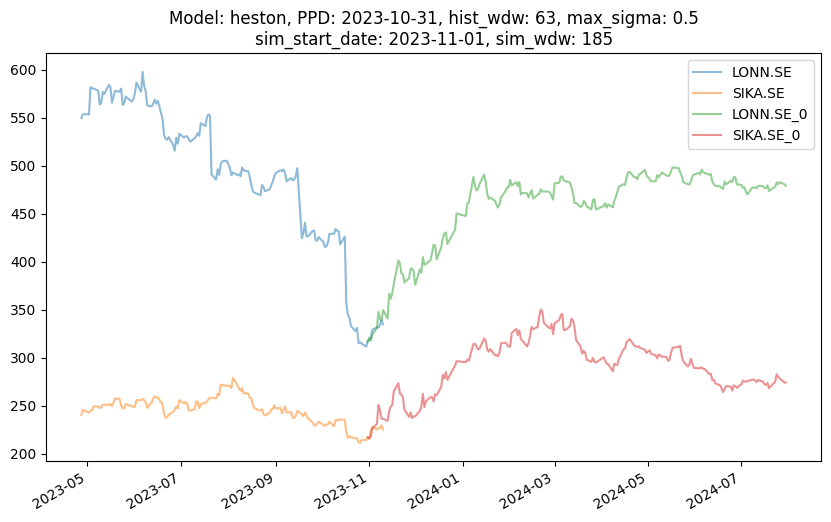 Model: heston, PPD: 2023-10-31, hist_wdw: 63, max_sigma: 0.5
sim_start_date: 2023-11-01, sim_wdw: 185
LONN.SE
SIKA.SE
LONN.SE_0
SIKA.SE_0
600
550
500
450
400
350
300
250
200
2023-05
2023-07
2023-09
2023-11
2024-01
2024-03
2024-05
2024-07